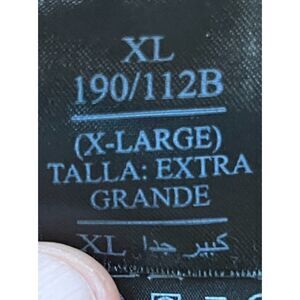 XL
190/112B
(X-LARGE)
TALLA: EXTRA
GRANDE
XL كبير جدا